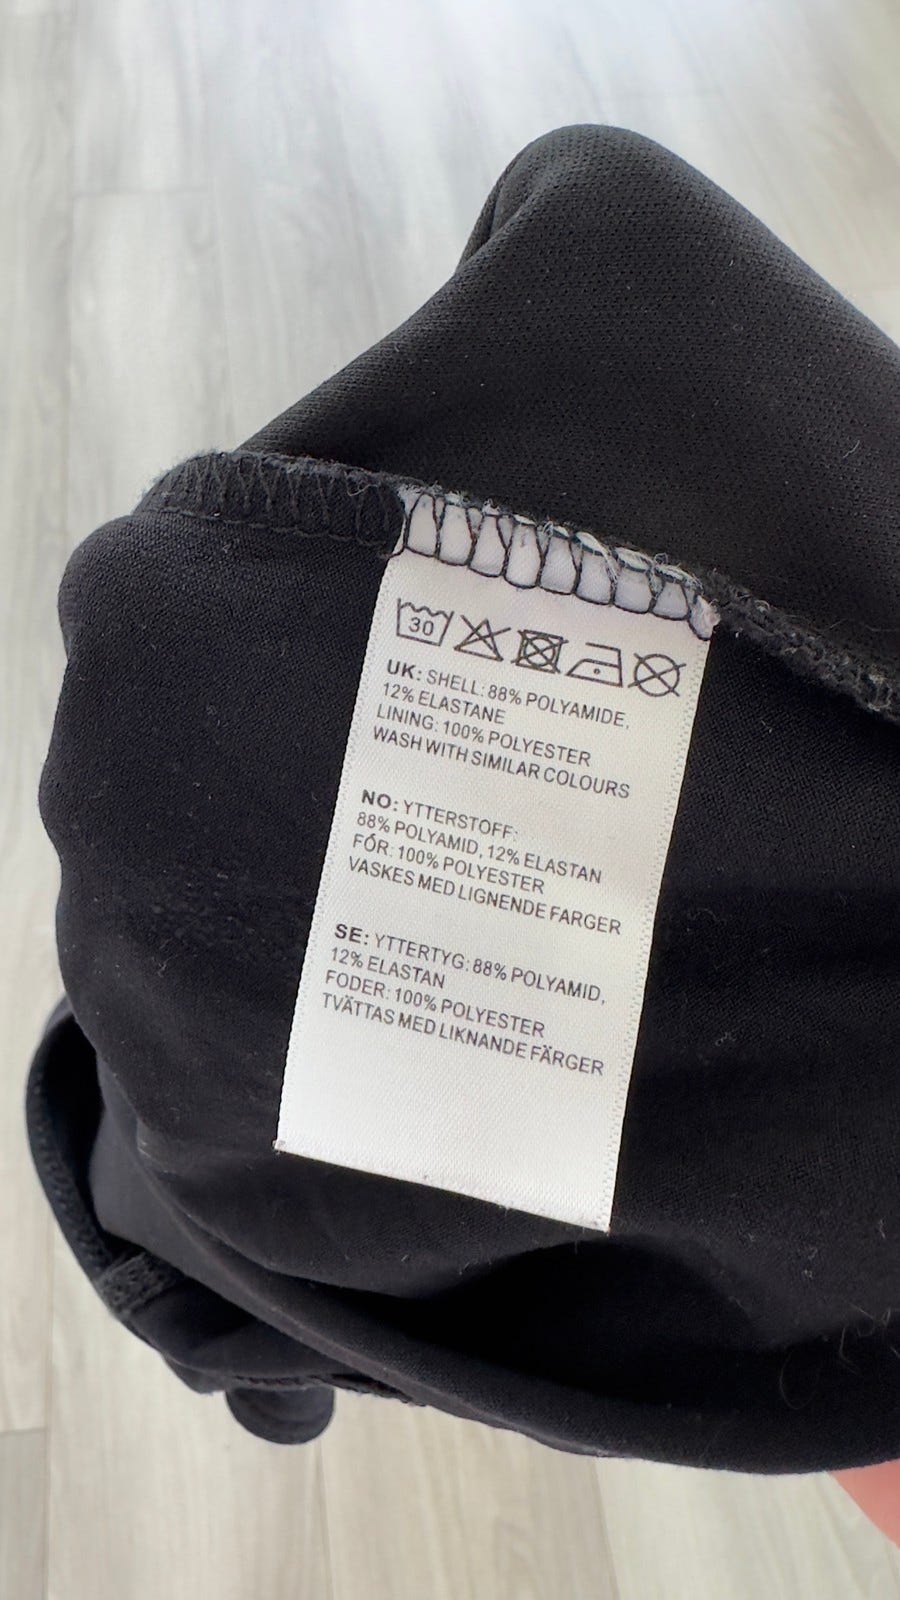 30
UK: SHELL: 88% POLYAMIDE,
12% ELASTANE
LINING: 100% POLYESTER
WASH WITH SIMILAR COLOURS
NO: YTTERSTOFF:
88% POLYAMID, 12% ELASTAN
FÓR: 100% POLYESTER
VASKES MED LIGNENDE FARGER
SE: YTTERTYG: 88% POLYAMID,
12% ELASTAN
FODER: 100% POLYESTER
TVÄTTAS MED LIKNANDE FÄRGER